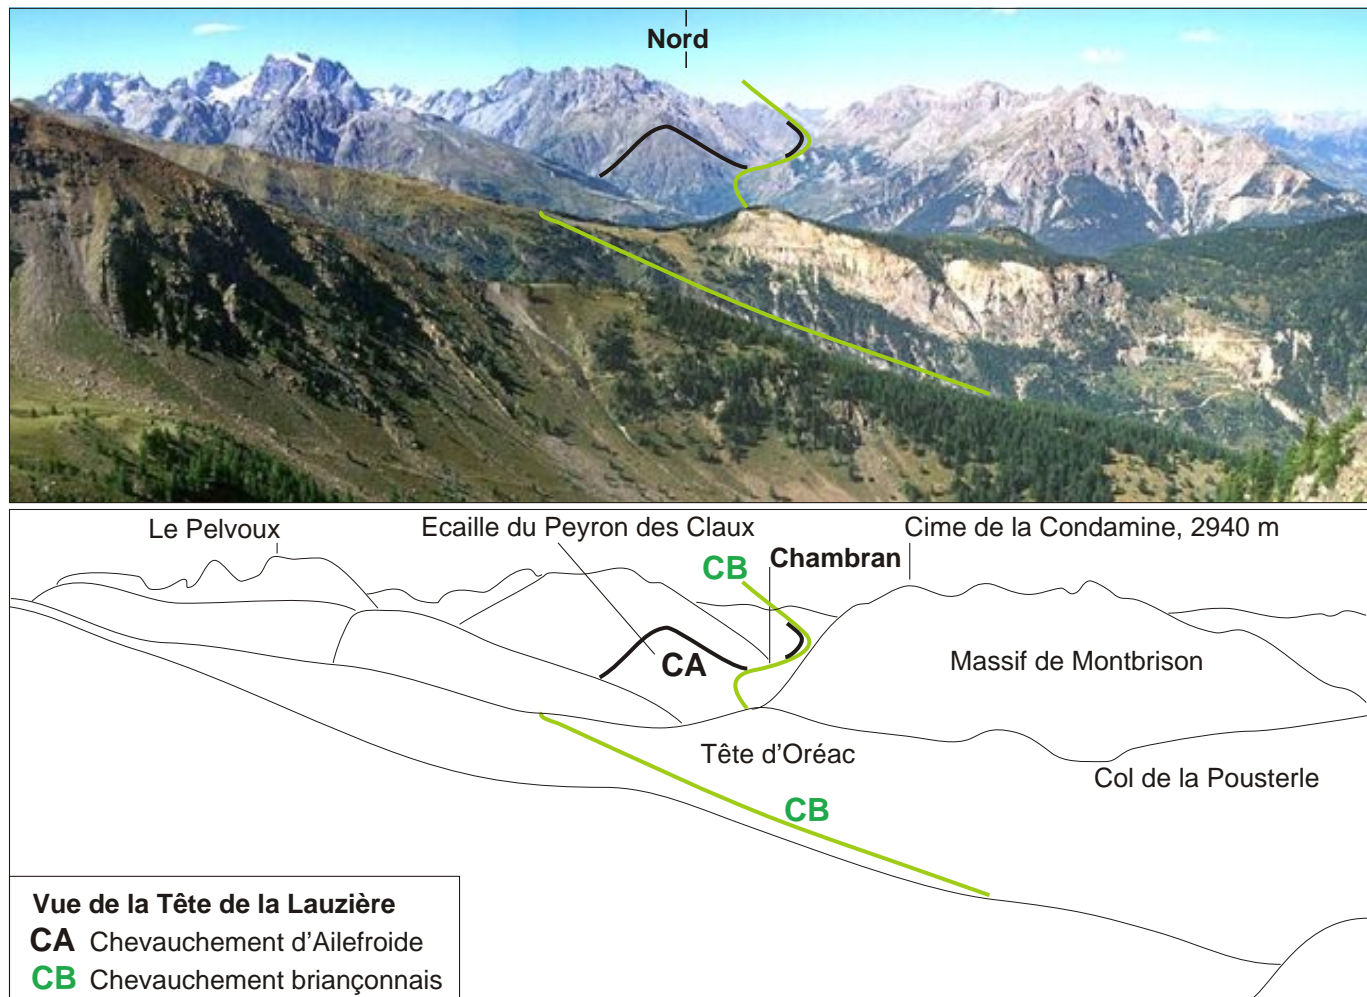 Nord
Le Pelvoux
Ecaille du Peyron des Claux
Cime de la Condamine, 2940 m
CB
Chambran
CA
Massif de Montbrison
Tête d'Oréac
Col de la Pousterle
CB
Vue de la Tête de la Lauzière
CA Chevauchement d'Ailefroide
CB Chevauchement briançonnais